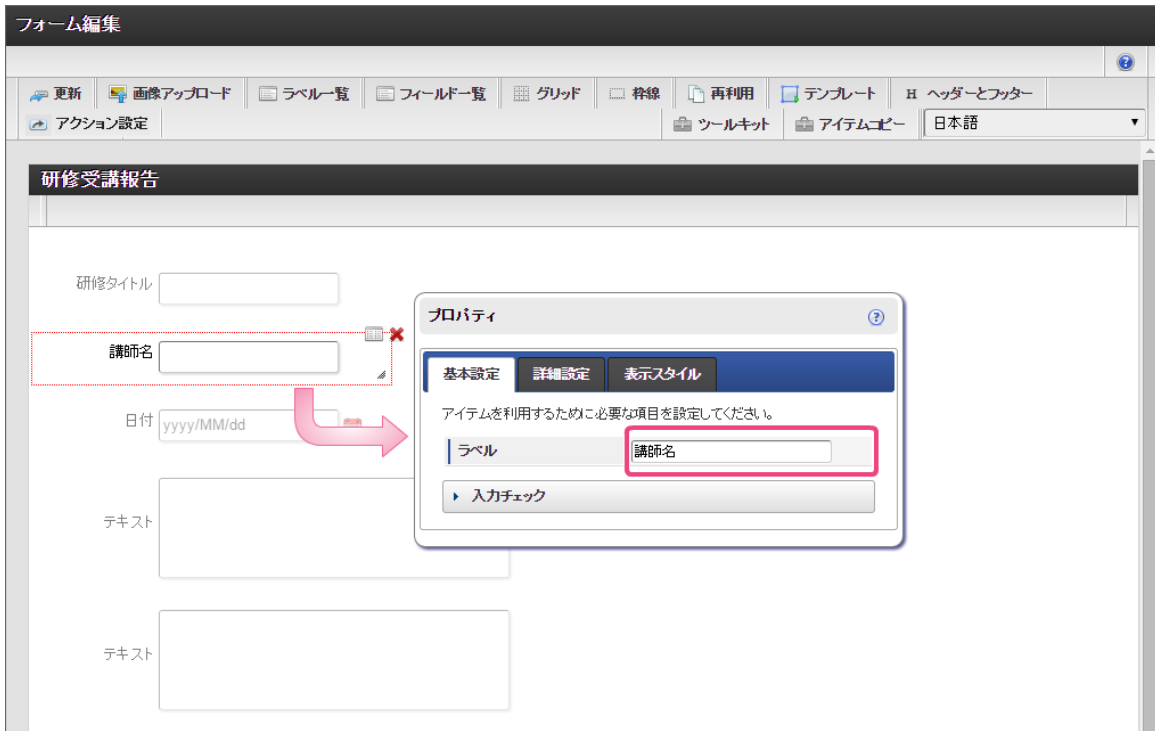 フォーム編集
更新 画像アップロード ラベル一覧 フィールド一覧 グリッド 枠線 再利用 テンプレート H ヘッダーとフッター
アクション設定 ツールキット アイテムコピー 日本語
研修受講報告
研修タイトル
講師名
日付 yyyy/MM/dd
テキスト
テキスト
プロパティ
基本設定 詳細設定 表示スタイル
アイテムを利用するために必要な項目を設定してください。
ラベル 講師名
入力チェック